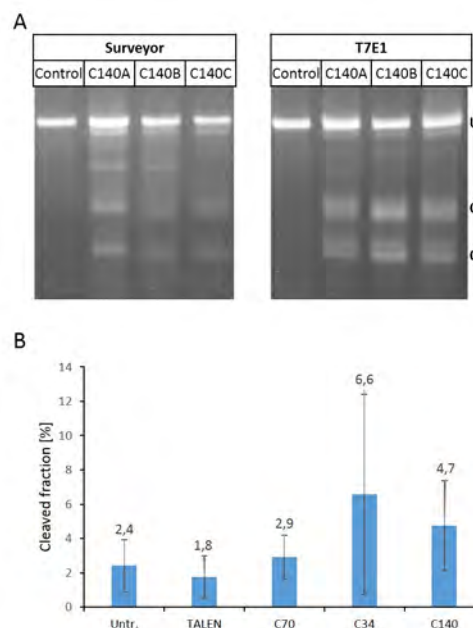 A
Surveyor
T7E1
Control C140A C140B C140C
Control C140A C140B C140C
B
Cleaved fraction [%]
14
12
10
8
6
4
2
0
2,4
1,8
2,9
6,6
4,7
Untr. TALEN C70 C34 C140